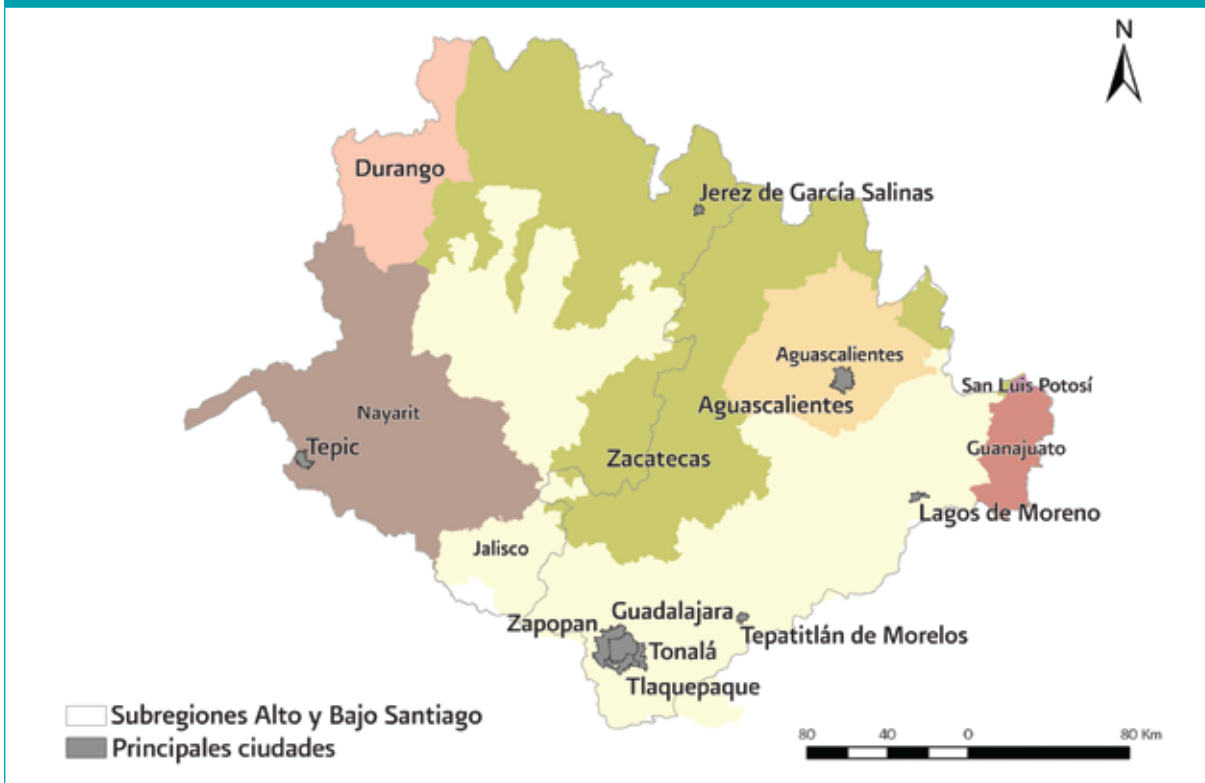 N
Durango
Jerez de García Salinas
Aguascalientes
San Luis Potosí
Aguascalientes
Nayarit
Tepic
Guanajuato
Zacatecas
Lagos de Moreno
Jalisco
Guadalajara
Zapopan
Tepatitlán de Morelos
Tonalá
Tlaquepaque
Subregiones Alto y Bajo Santiago
Principales ciudades
80 40 0 80 Km